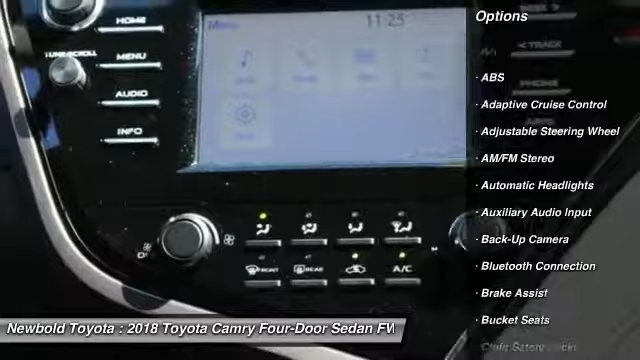 HOME
MENU
AUDIO
INFO
TUNE•SCROLL
Menu
11:25
TRACK
PHONE
FRONT
REAR
A/C
Options
· ABS
· Adaptive Cruise Control
· Adjustable Steering Wheel
· AM/FM Stereo
· Automatic Headlights
· Auxiliary Audio Input
· Back-Up Camera
· Bluetooth Connection
· Brake Assist
· Bucket Seats
Newbold Toyota : 2018 Toyota Camry Four-Door Sedan FW